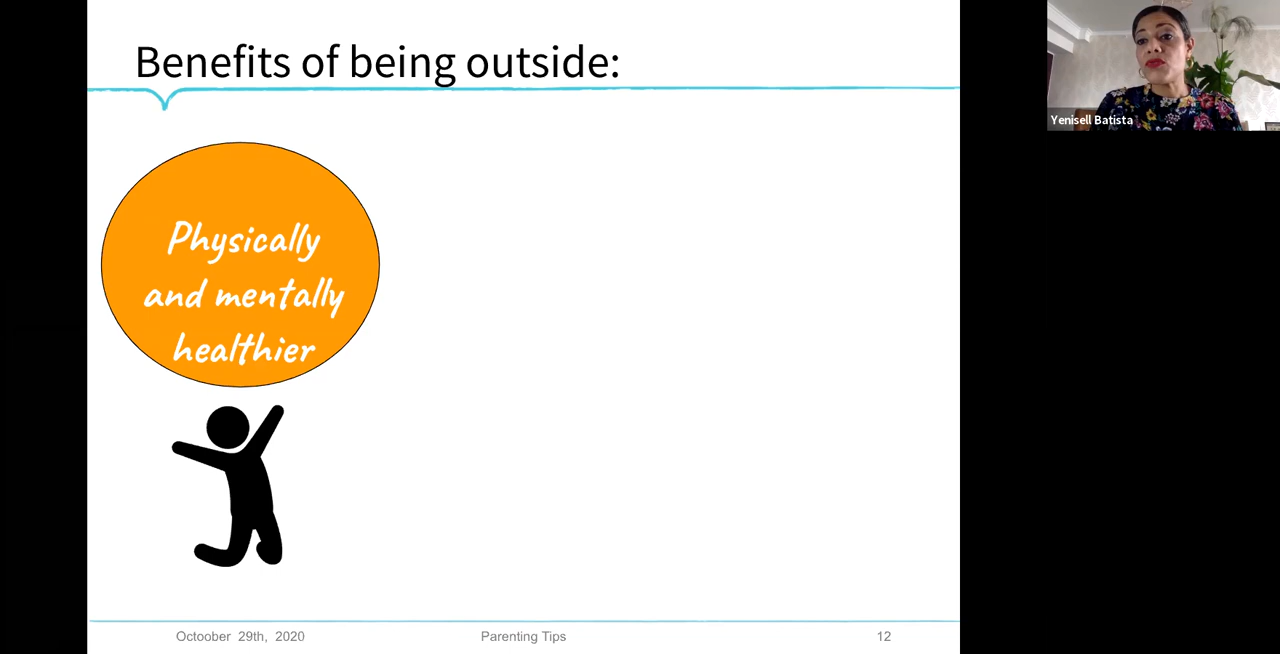 Benefits of being outside:
Physically
and mentally
healthier
Octoober 29th, 2020
Parenting Tips
12
Yenisell Batista